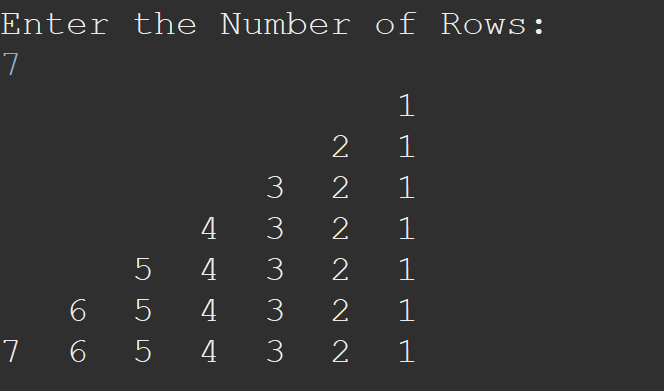 Enter the Number of Rows:
7
                  1
               2  1
            3  2  1
         4  3  2  1
      5  4  3  2  1
   6  5  4  3  2  1
7  6  5  4  3  2  1